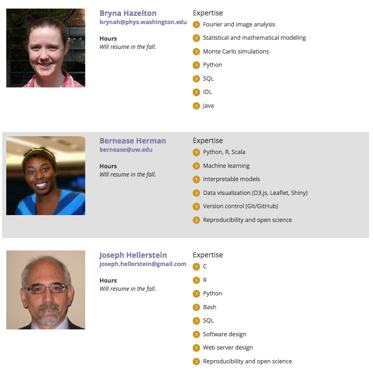 Bryna Hazelton
brynah@phys.washington.edu
Hours
Will resume in the fall.
Expertise
Fourier and image analysis
Statistical and mathematical modeling
Monte Carlo simulations
Python
SQL
IDL
Java
Bernease Herman
bernease@uw.edu
Hours
Will resume in the fall.
Expertise
Python, R, Scala
Machine learning
Interpretable models
Data visualization (D3.js, Leaflet, Shiny)
Version control (Git/GitHub)
Reproducibility and open science
Joseph Hellerstein
joseph.hellerstein@gmail.com
Hours
Will resume in the fall.
Expertise
C
R
Python
Bash
SQL
Software design
Web server design
Reproducibility and open science